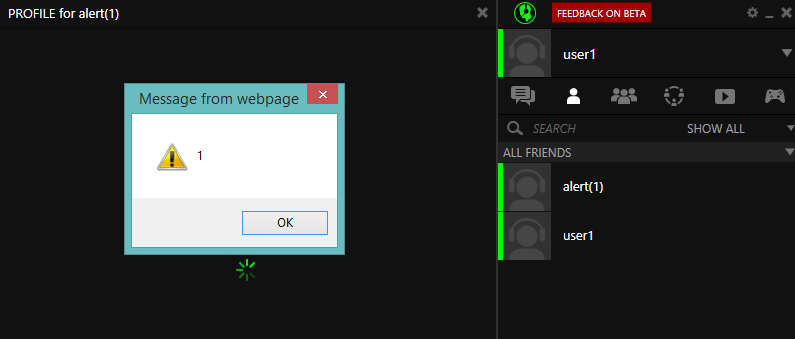 PROFILE for alert(1)
Message from webpage
1
OK
FEEDBACK ON BETA
user1
SEARCH
SHOW ALL
ALL FRIENDS
alert(1)
user1